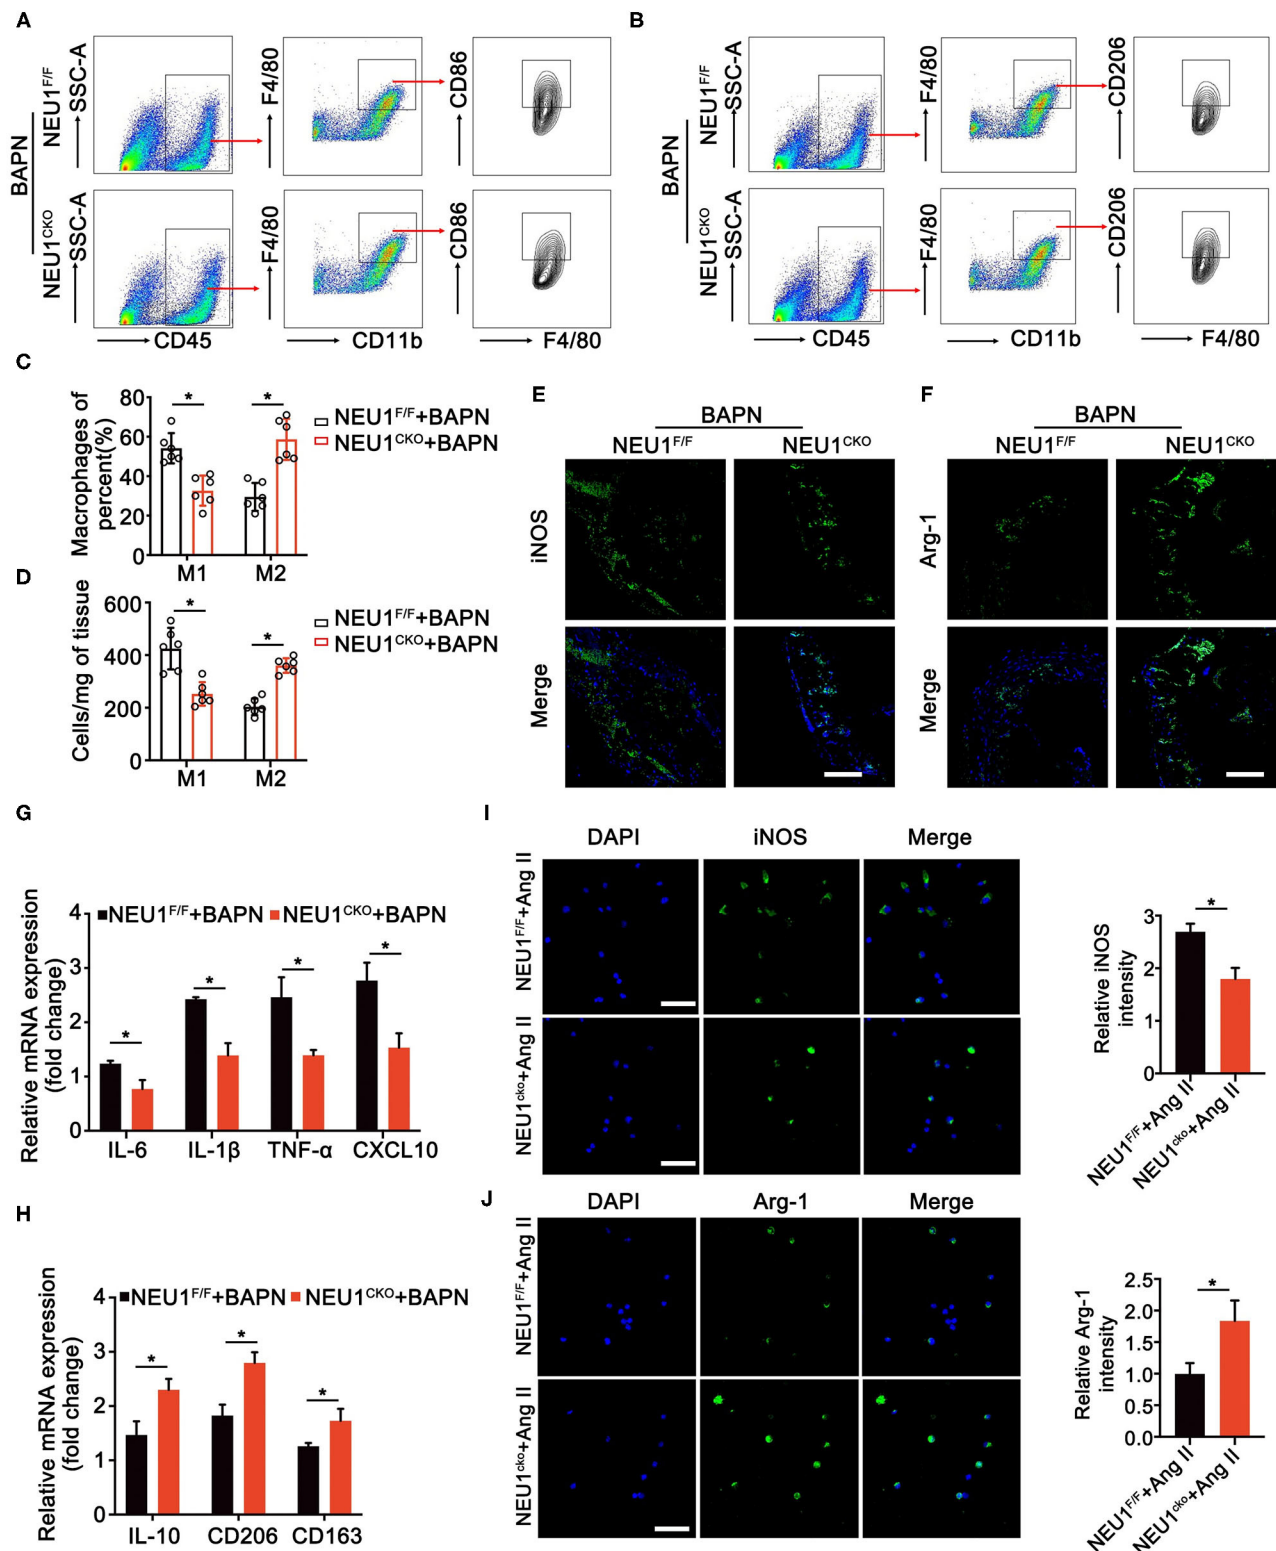 A
BAPN
NEU1F/F
SSC-A
F4/80
CD86
NEU1CKO
SSC-A
F4/80
CD86
CD45
CD11b
F4/80
B
BAPN
NEU1F/F
SSC-A
F4/80
CD206
NEU1CKO
SSC-A
F4/80
CD206
CD45
CD11b
F4/80
C
Macrophages of
percent(%)
80
60
40
20
0
*
*
M1
M2
NEU1F/F+BAPN
NEU1CKO+BAPN
D
Cells/mg of tissue
600
400
200
0
*
*
M1
M2
NEU1F/F+BAPN
NEU1CKO+BAPN
E
BAPN
NEU1F/F
NEU1CKO
iNOS
Merge
F
BAPN
NEU1F/F
NEU1CKO
Arg-1
Merge
G
Relative mRNA expression
(fold change)
4
3
2
1
0
NEU1F/F+BAPN
NEU1CKO+BAPN
*
*
*
*
IL-6
IL-1β
TNF-α
CXCL10
H
Relative mRNA expression
(fold change)
4
3
2
1
0
NEU1F/F+BAPN
NEU1CKO+BAPN
*
*
*
IL-10
CD206
CD163
I
DAPI
iNOS
Merge
NEU1F/F+Ang II
NEU1cko+Ang II
Relative iNOS
intensity
3
2
1
0
*
NEU1F/F+Ang II
NEU1cko+Ang II
J
DAPI
Arg-1
Merge
NEU1F/F+Ang II
NEU1cko+Ang II
Relative Arg-1
intensity
2.5
2.0
1.5
1.0
0.5
0.0
*
NEU1F/F+Ang II
NEU1cko+Ang II